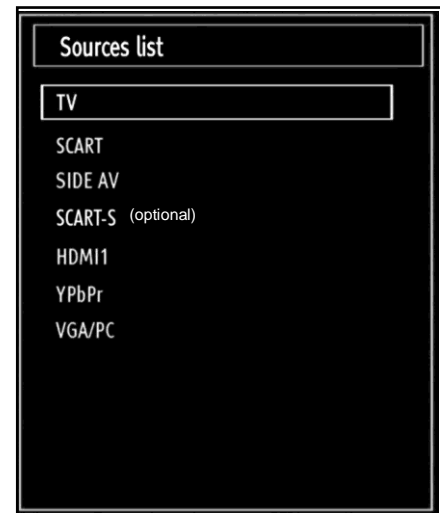 Sources list
TV
SCART
SIDE AV
SCART-S (optional)
HDMI1
YPbPr
VGA/PC